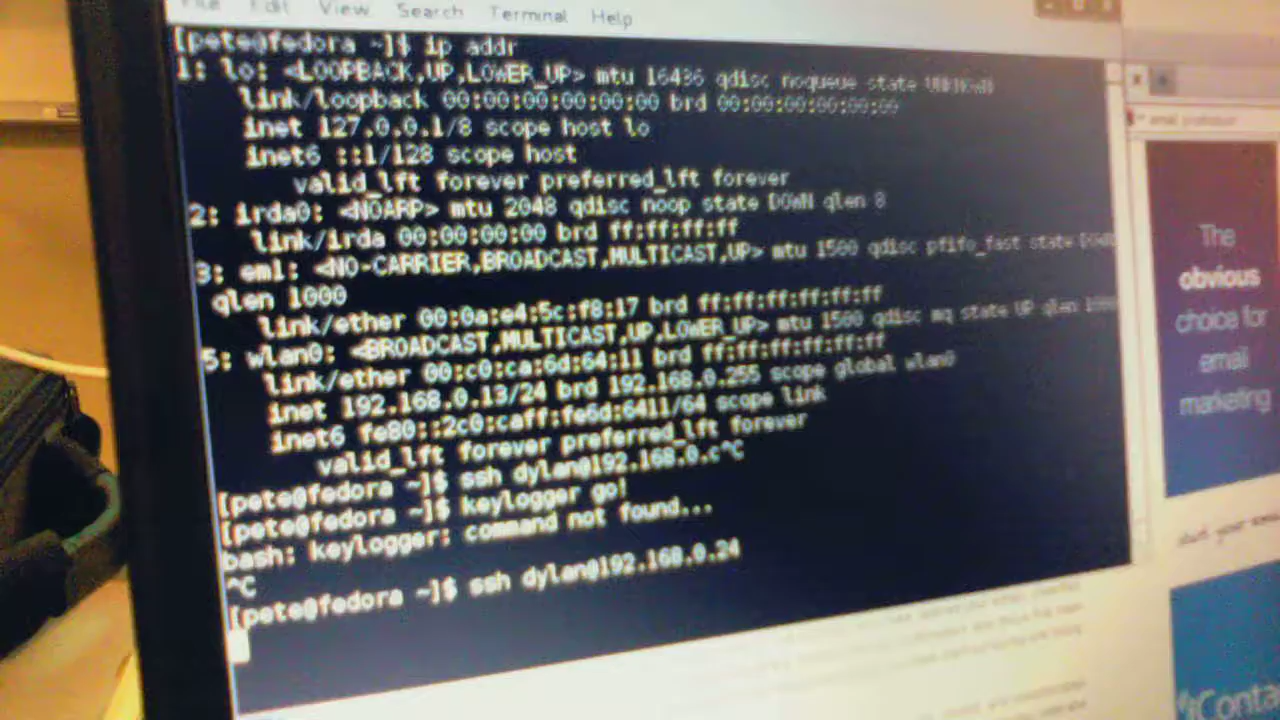 File Edit View Search Terminal Help
[pete@fedora ~]$ ip addr
1: lo: <LOOPBACK,UP,LOWER_UP> mtu 16436 qdisc noqueue state
link/loopback 00:00:00:00:00:00 brd 00:00:00:00:00:00
inet 127.0.0.1/8 scope host lo
inet6 ::1/128 scope host
valid_lft forever preferred_lft forever
2: irda0: <NOARP> mtu 2048 qdisc noop state DOWN qlen 8
link/irda 00:00:00:00 brd ff:ff:ff:ff
3: em1: <NO-CARRIER,BROADCAST,MULTICAST,UP> mtu 1500 qdisc pfifo_fast state DOWN
qlen 1000
link/ether 00:0a:e4:5c:f8:17 brd ff:ff:ff:ff:ff:ff
5: wlan0: <BROADCAST,MULTICAST,UP,LOWER_UP> mtu 1500 qdisc mq state UP qlen 1000
link/ether 00:c0:ca:6d:64:11 brd ff:ff:ff:ff:ff:ff
inet 192.168.0.13/24 brd 192.168.0.255 scope global wlan0
inet6 fe80::2c0:caff:fe6d:6411/64 scope link
valid_lft forever preferred_lft forever
[pete@fedora ~]$ ssh dylan@192.168.0.c^C
[pete@fedora ~]$ keylogger go!
bash: keylogger: command not found...
^C
[pete@fedora ~]$ ssh dylan@192.168.0.24
The
obvious
choice for
email
marketing
start your
iConta